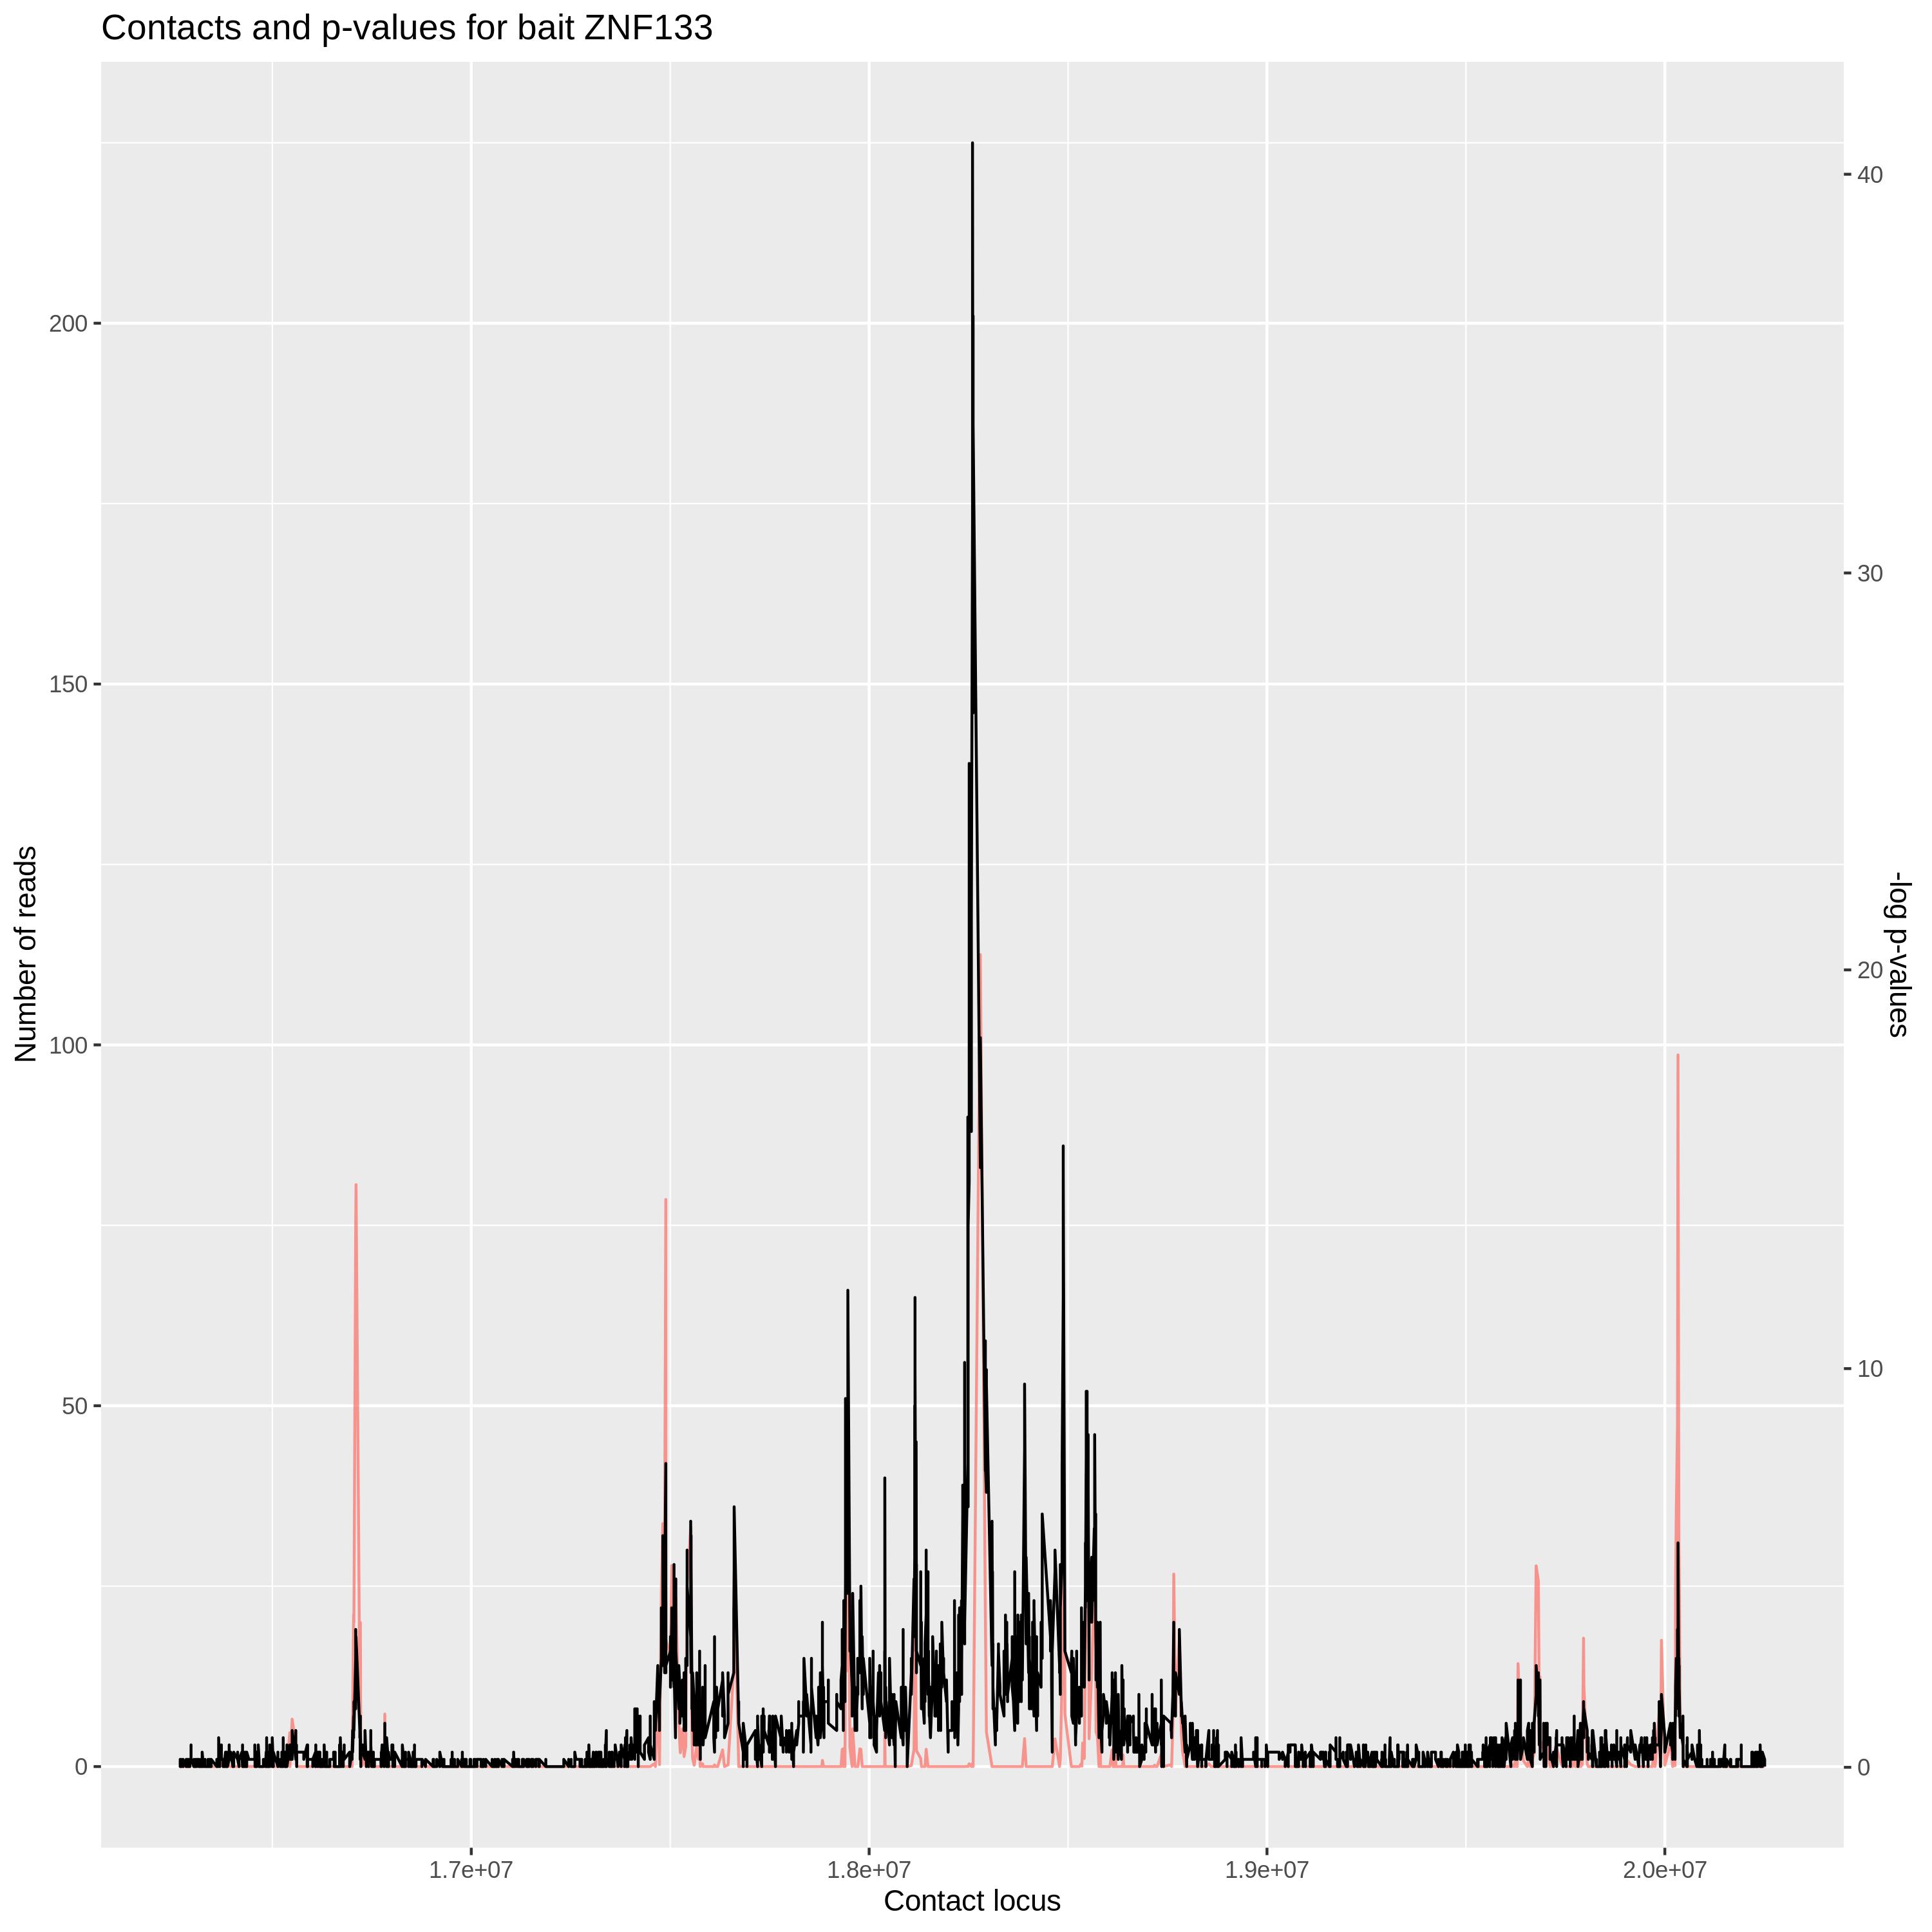 Contacts and p-values for bait ZNF133
Number of reads
200
150
100
50
0
40
30
20
10
0
-log p-values
1.7e+07 1.8e+07 1.9e+07 2.0e+07
Contact locus